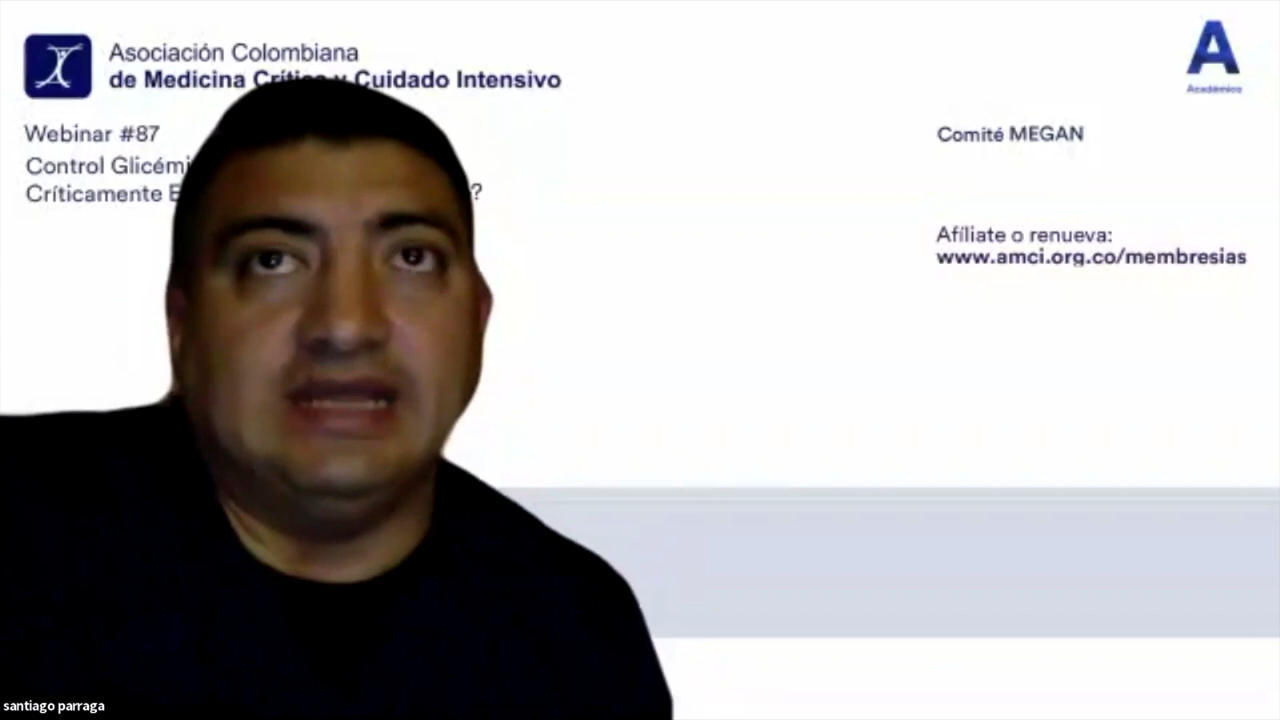 Asociación Colombiana
de Medicina Crítica y Cuidado Intensivo
A
Académico
Webinar #87
Comité MEGAN
Control Glicémi
Críticamente E ?
Afíliate o renueva:
www.amci.org.co/membresias
santiago parraga